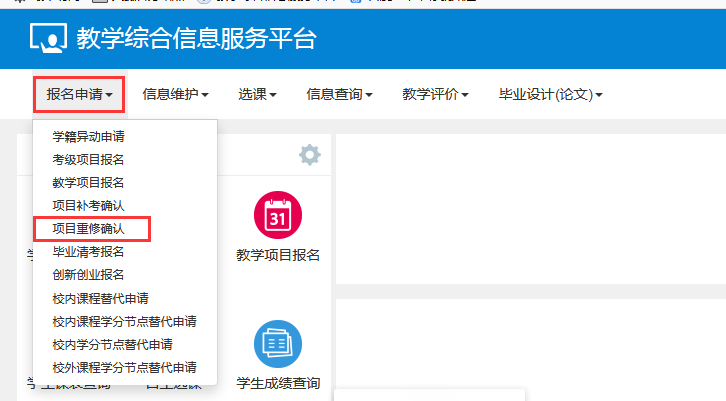 教学综合信息服务平台
报名申请 信息维护 选课 信息查询 教学评价 毕业设计(论文)
学籍异动申请
考级项目报名
教学项目报名
项目补考确认
项目重修确认
毕业清考报名
创新创业报名
校内课程替代申请
校内课程学分节点替代申请
校内学分节点替代申请
校外课程学分节点替代申请
31
教学项目报名
学生成绩查询